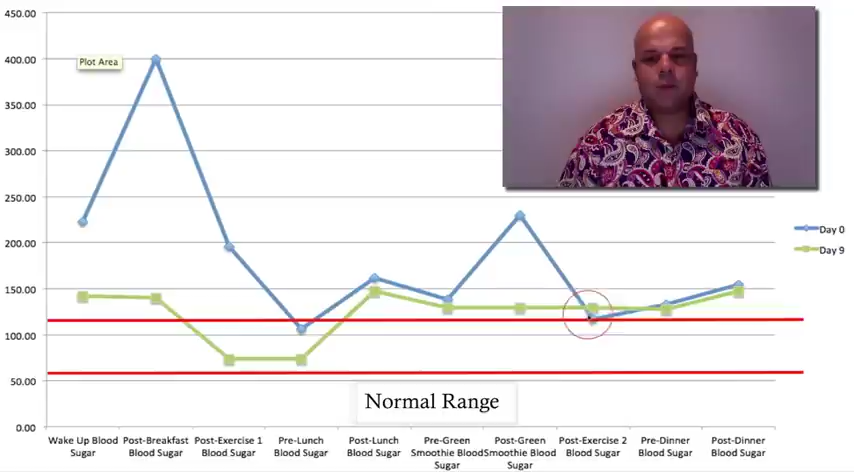 450.00
400.00
350.00
300.00
250.00
200.00
150.00
100.00
50.00
0.00
Plot Area
Day 0
Day 9
Normal Range
Wake Up Blood
Sugar
Post-Breakfast
Blood Sugar
Post-Exercise 1
Blood Sugar
Pre-Lunch
Blood Sugar
Post-Lunch
Blood Sugar
Pre-Green
Smoothie Blood
Sugar
Post-Green
Smoothie Blood
Sugar
Post-Exercise 2
Blood Sugar
Pre-Dinner
Blood Sugar
Post-Dinner
Blood Sugar